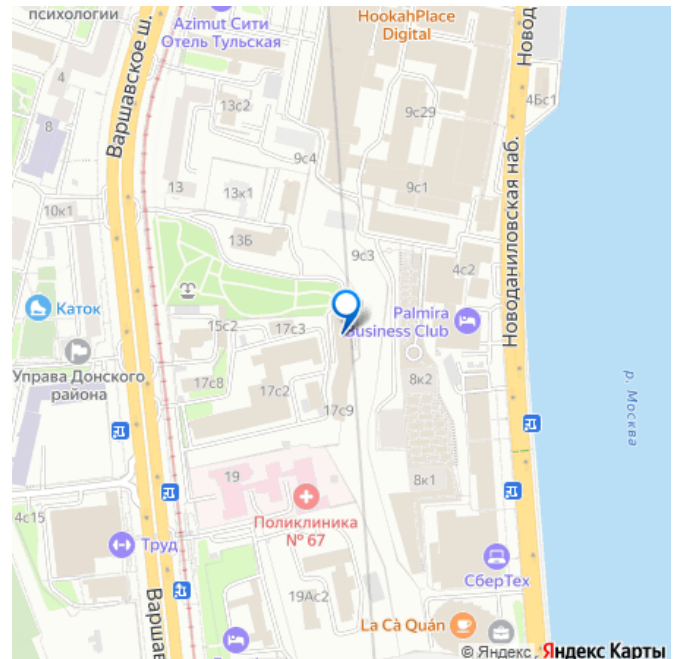 психологии
Azimut Сити
Отель Тульская
HookahPlace
Digital
Варшавское ш.
4
8
13с2
9с29
4Бс1
9с4
13
13к1
9с1
10к1
13Б
9с3
4с2
Новоданиловская наб.
Каток
Palmira
Business Club
15с2
17с3
Управа Донского
района
17с8
17с2
8к2
р. Москва
17с9
19
8к1
4с15
Поликлиника
№ 67
Труд
СберТех
19Ас2
La Cà Quán
© Яндекс
Яндекс Карты